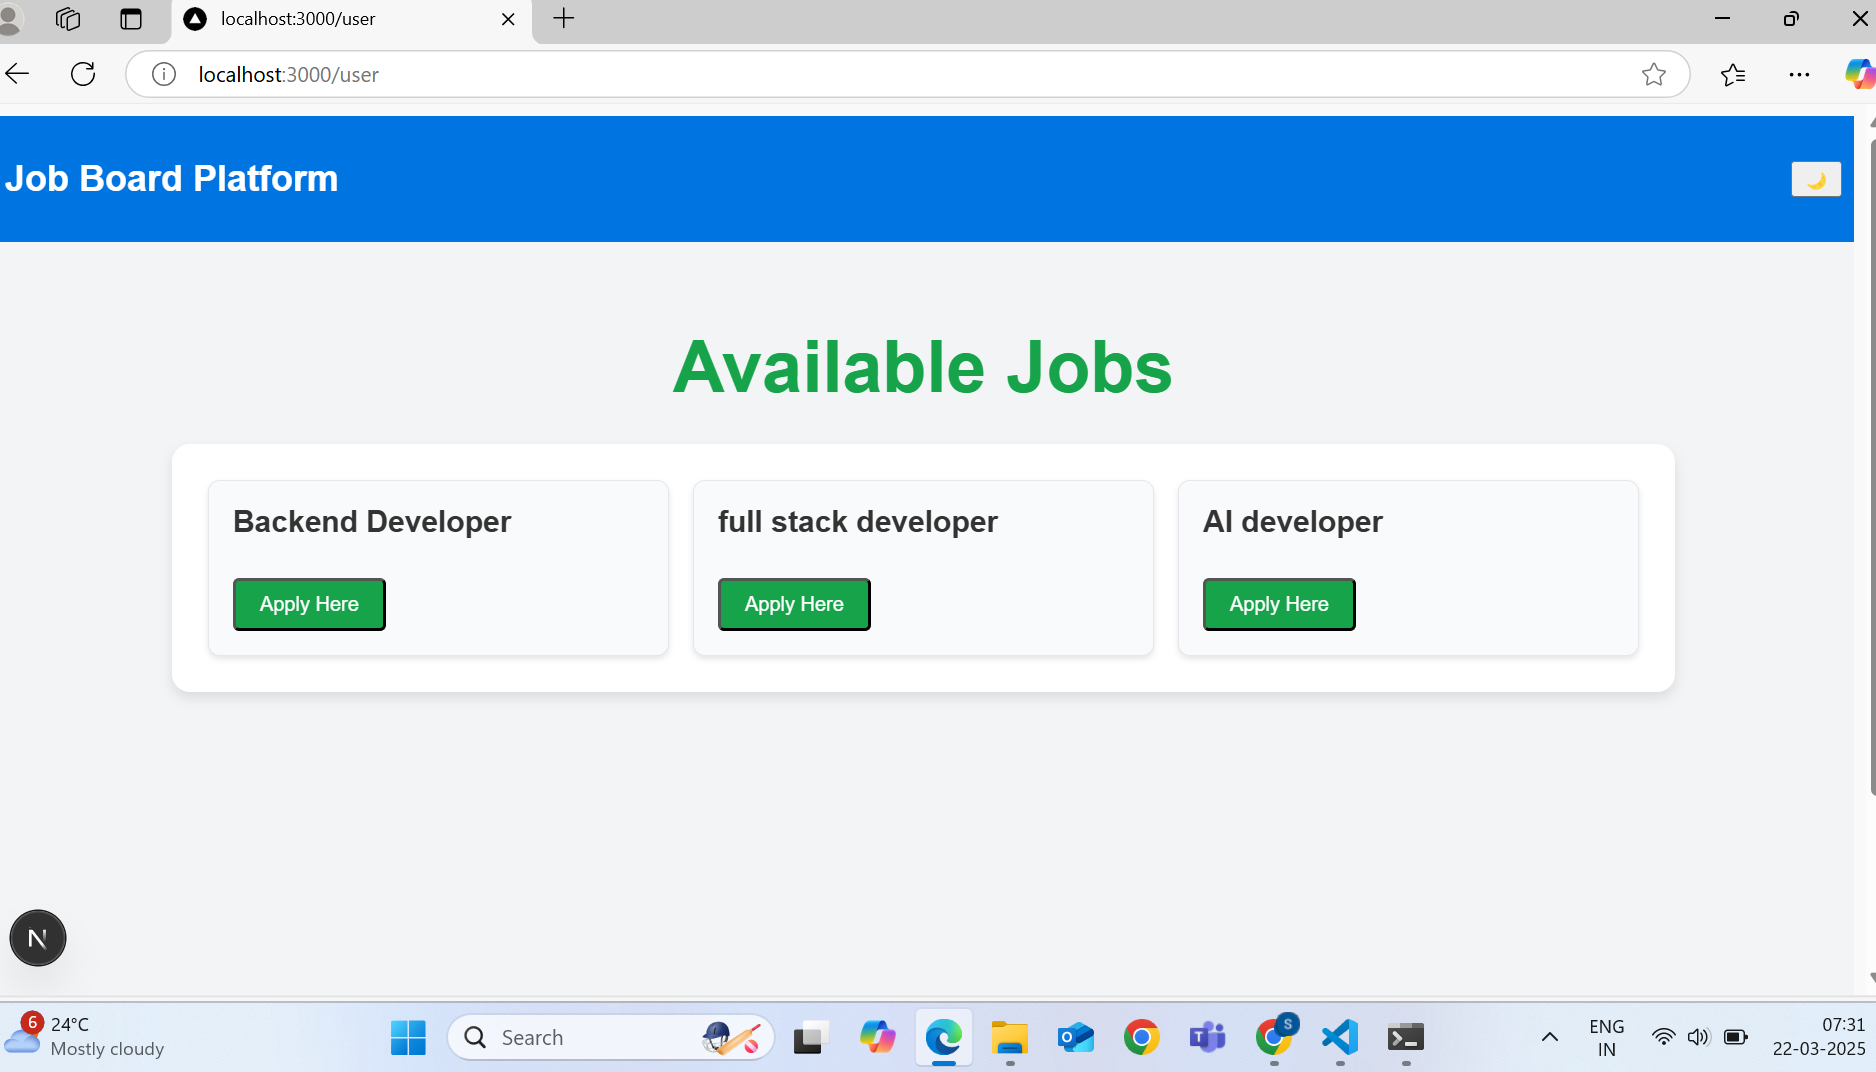 localhost:3000/user
localhost:3000/user
Job Board Platform
Available Jobs
Backend Developer
full stack developer
AI developer
Apply Here
Apply Here
Apply Here
N
6
24°C
Mostly cloudy
Search
S
ENG
IN
07:31
22-03-2025